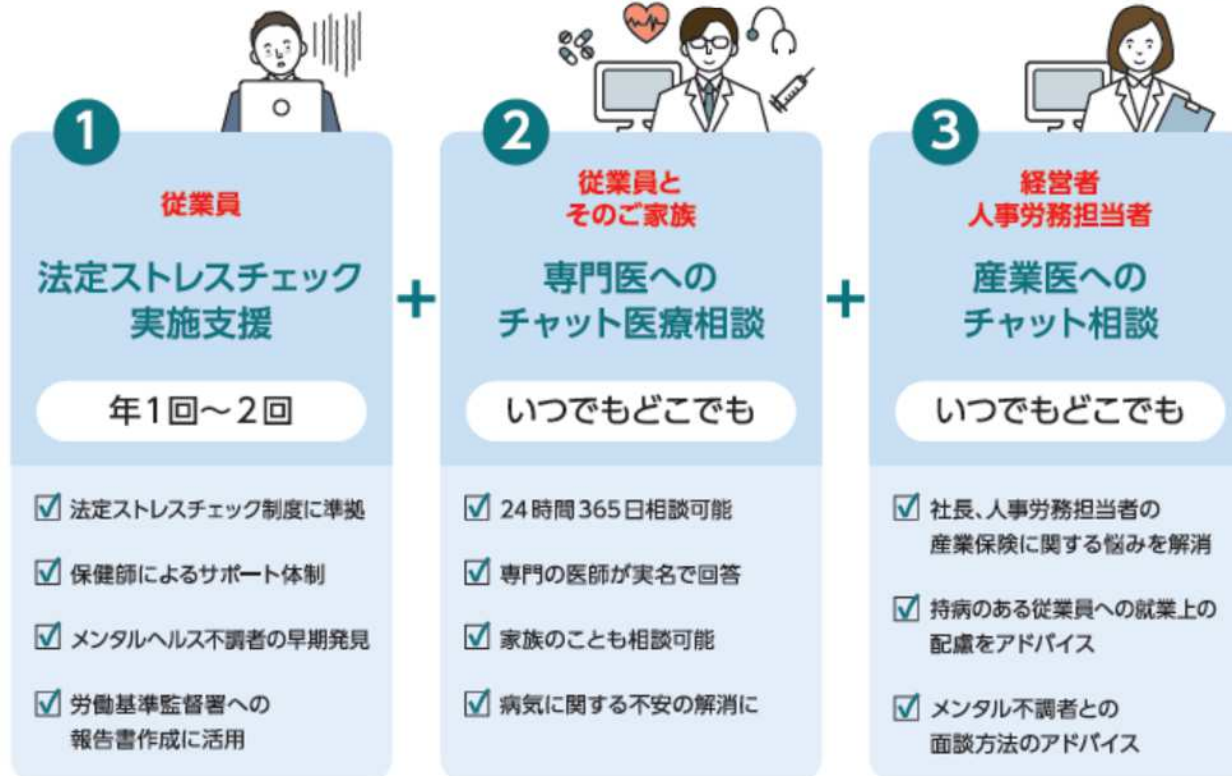 1
従業員
法定ストレスチェック
実施支援
年1回〜2回
法定ストレスチェック制度に準拠
保健師によるサポート体制
メンタルヘルス不調者の早期発見
労働基準監督署への
報告書作成に活用
+
2
従業員と
そのご家族
専門医への
チャット医療相談
いつでもどこでも
24時間365日相談可能
専門の医師が実名で回答
家族のことも相談可能
病気に関する不安の解消に
+
3
経営者
人事労務担当者
産業医への
チャット相談
いつでもどこでも
社長、人事労務担当者の
産業保険に関する悩みを解消
持病のある従業員への就業上の
配慮をアドバイス
メンタル不調者との
面談方法のアドバイス